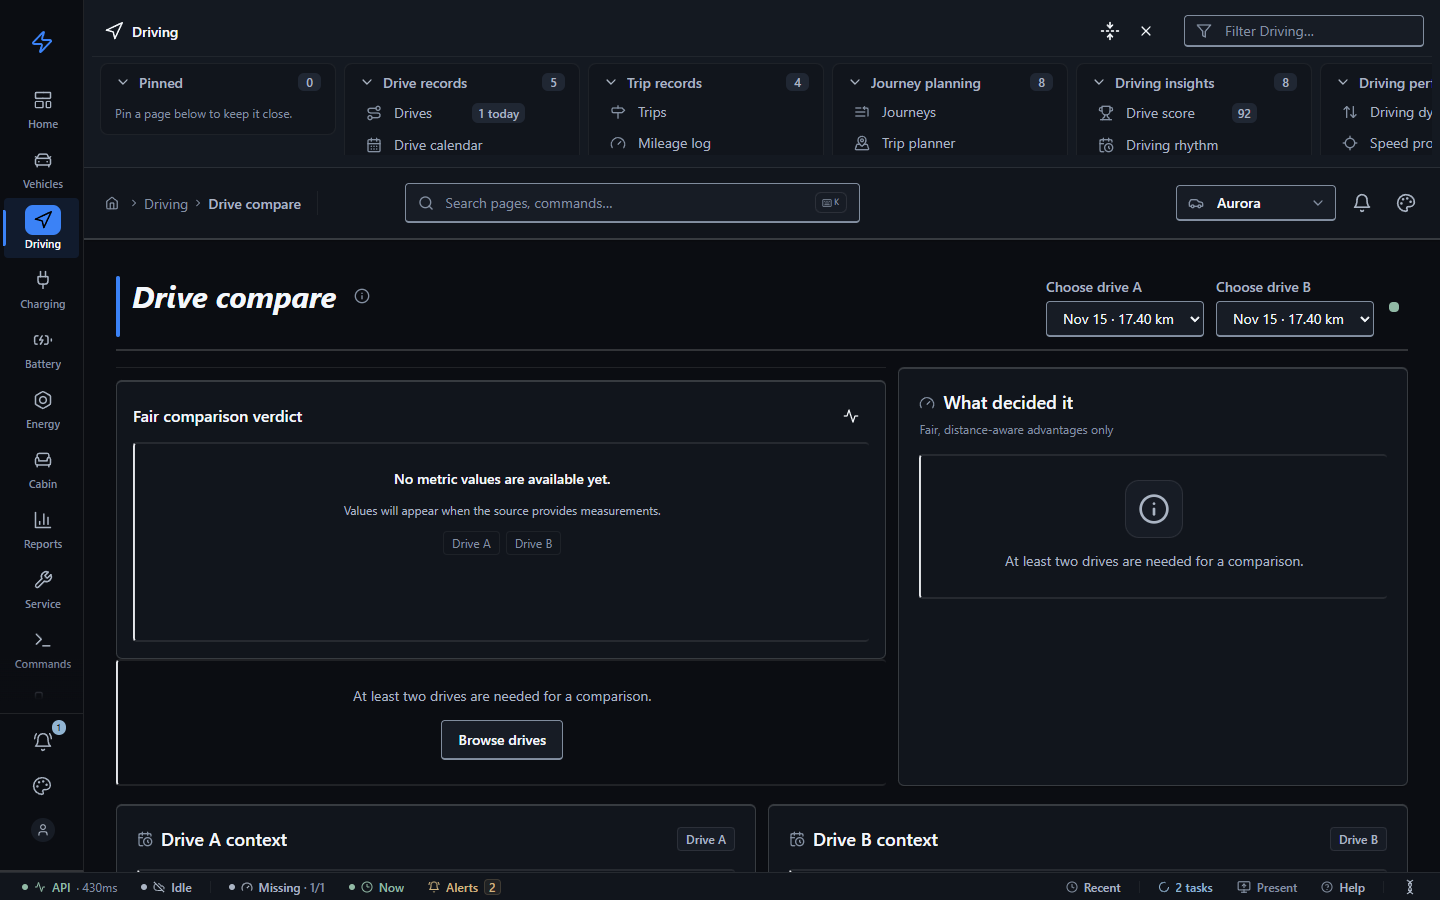 Driving
Filter Driving...
Pinned 0
Pin a page below to keep it close.
Drive records 5
Drives 1 today
Drive calendar
Trip records 4
Trips
Mileage log
Journey planning 8
Journeys
Trip planner
Driving insights 8
Drive score 92
Driving rhythm
Driving per
Driving dy
Speed pro
Home
Vehicles
Driving
Charging
Battery
Energy
Cabin
Reports
Service
Commands
1
Driving
Drive compare
Search pages, commands...
K
Aurora
Drive compare
Choose drive A
Nov 15 · 17.40 km
Choose drive B
Nov 15 · 17.40 km
Fair comparison verdict
No metric values are available yet.
Values will appear when the source provides measurements.
Drive A Drive B
At least two drives are needed for a comparison.
Browse drives
What decided it
Fair, distance-aware advantages only
At least two drives are needed for a comparison.
Drive A context
Drive A
Drive B context
Drive B
API · 430ms
Idle
Missing · 1/1
Now
Alerts 2
Recent
2 tasks
Present
Help